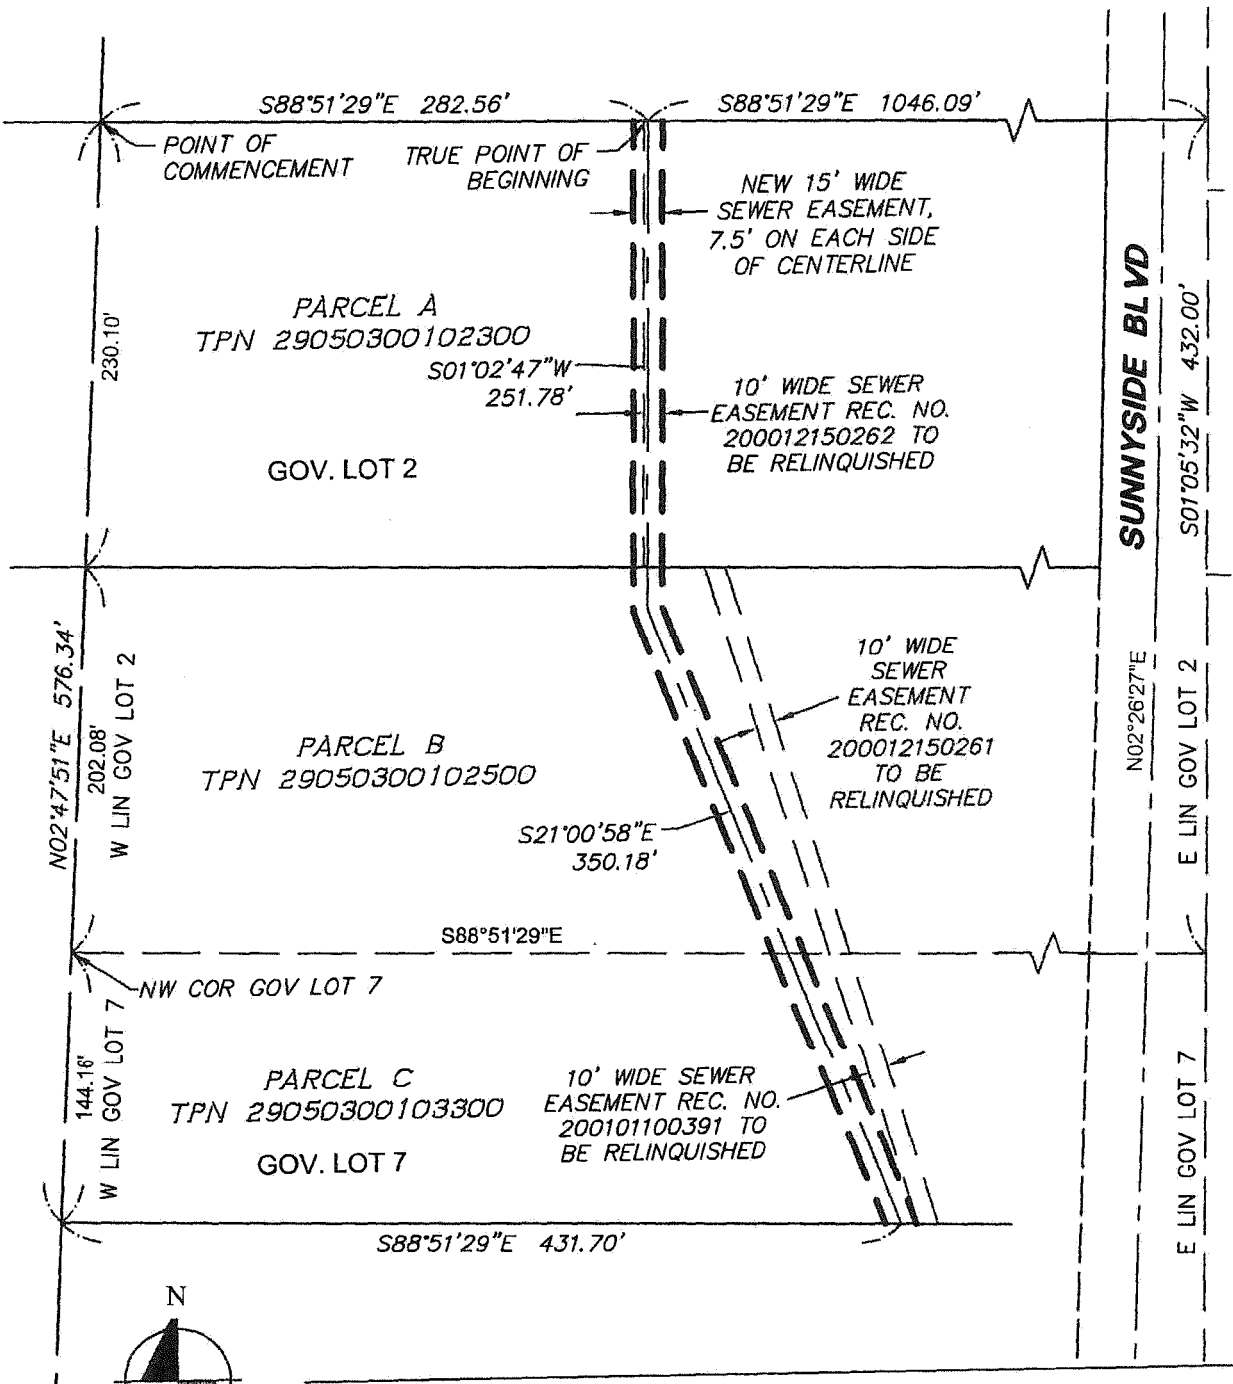 S88°51'29"E 282.56'
S88°51'29"E 1046.09'
POINT OF
COMMENCEMENT
TRUE POINT OF
BEGINNING
NEW 15' WIDE
SEWER EASEMENT,
7.5' ON EACH SIDE
OF CENTERLINE
PARCEL A
TPN 29050300102300
230.10'
S01°02'47"W
251.78'
10' WIDE SEWER
EASEMENT REC. NO.
200012150262 TO
BE RELINQUISHED
GOV. LOT 2
SUNNYSIDE BLVD
S01°05'32"W 432.00'
N02°47'51"E 576.34'
202.08'
W LIN GOV LOT 2
PARCEL B
TPN 29050300102500
10' WIDE
SEWER
EASEMENT
REC. NO.
200012150261
TO BE
RELINQUISHED
N02°26'27"E
E LIN GOV LOT 2
S21°00'58"E
350.18'
S88°51'29"E
NW COR GOV LOT 7
144.16'
W LIN GOV LOT 7
PARCEL C
TPN 29050300103300
GOV. LOT 7
10' WIDE SEWER
EASEMENT REC. NO.
200101100391 TO
BE RELINQUISHED
E LIN GOV LOT 7
S88°51'29"E 431.70'
N